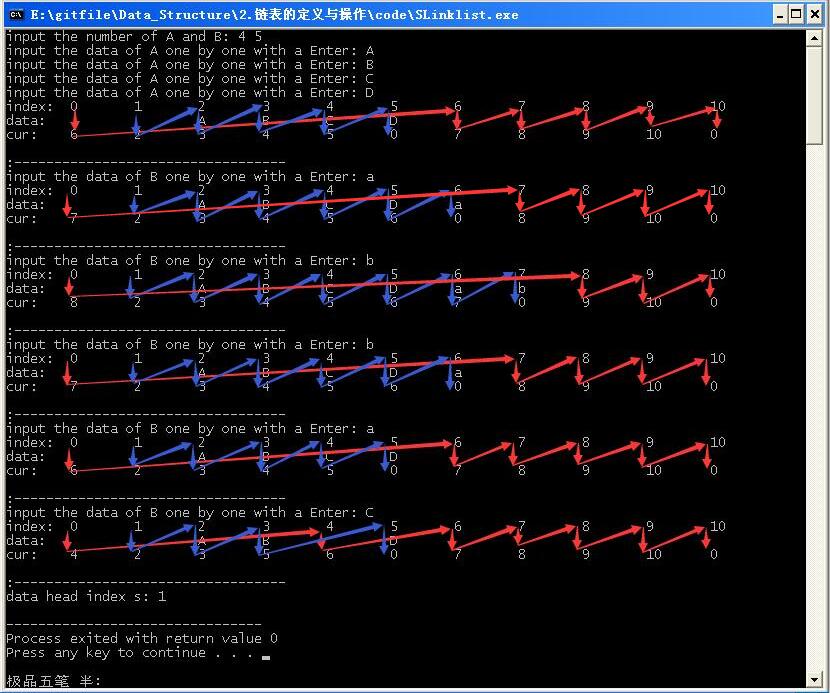 E:\gitfile\Data_Structure\2.链表的定义与操作\code\SLinklist.exe
input the number of A and B: 4 5
input the data of A one by one with a Enter: A
input the data of A one by one with a Enter: B
input the data of A one by one with a Enter: C
input the data of A one by one with a Enter: D
index: 0 1 2 3 4 5 6 7 8 9 10
data: A B C D
cur: 6 2 3 4 5 0 7 8 9 10 0
:----------------------------------
input the data of B one by one with a Enter: a
index: 0 1 2 3 4 5 6 7 8 9 10
data: A B C D a
cur: 7 2 3 4 5 6 0 8 9 10 0
:----------------------------------
input the data of B one by one with a Enter: b
index: 0 1 2 3 4 5 6 7 8 9 10
data: A B C D a b
cur: 8 2 3 4 5 6 7 0 9 10 0
:----------------------------------
input the data of B one by one with a Enter: b
index: 0 1 2 3 4 5 6 7 8 9 10
data: A B C D a
cur: 7 2 3 4 5 6 0 8 9 10 0
:----------------------------------
input the data of B one by one with a Enter: a
index: 0 1 2 3 4 5 6 7 8 9 10
data: A B C D
cur: 6 2 3 4 5 0 7 8 9 10 0
:----------------------------------
input the data of B one by one with a Enter: C
index: 0 1 2 3 4 5 6 7 8 9 10
data: A B D
cur: 4 2 3 5 6 0 7 8 9 10 0
:----------------------------------
data head index s: 1
--------------------------------
Process exited with return value 0
Press any key to continue . . .
极品五笔 半: